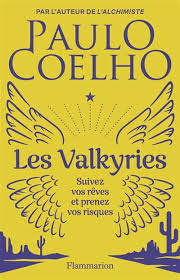 PAR L'AUTEUR DE L'ALCHIMISTE
PAULO
COELHO
Les Valkyries
Suivez
vos rêves
et prenez
vos risques
Flammarion